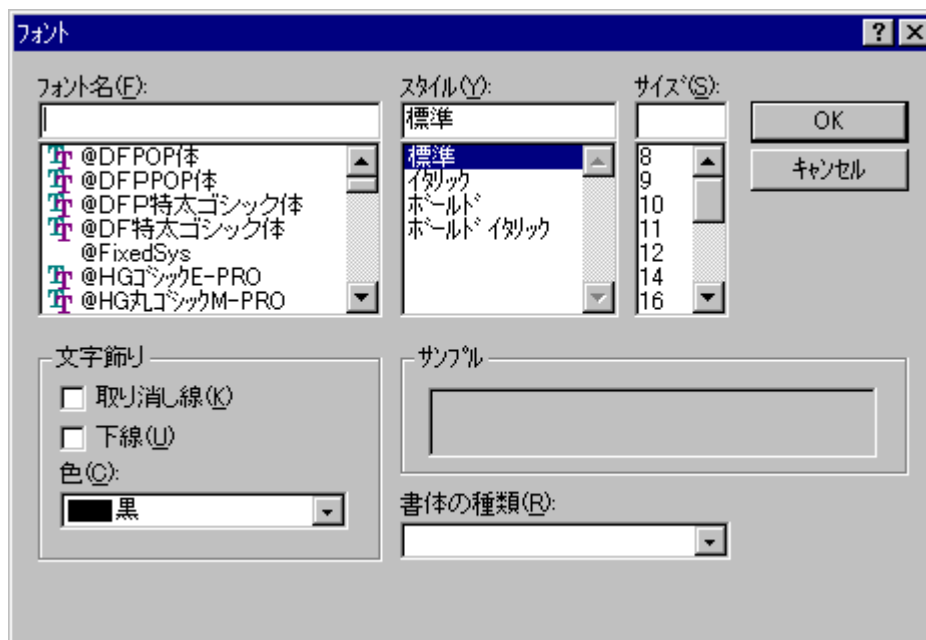 フォント
フォント名(F):
@DFPOP体
@DFPPOP体
@DFP特太ゴシック体
@DF特太ゴシック体
@FixedSys
@HGゴシックE-PRO
@HG丸ゴシックM-PRO
スタイル(Y):
標準
標準
イタリック
ボールド
ボールド イタリック
サイズ(S):
8
9
10
11
12
14
16
OK
キャンセル
文字飾り
取り消し線(K)
下線(U)
色(C):
黒
サンプル
書体の種類(R):